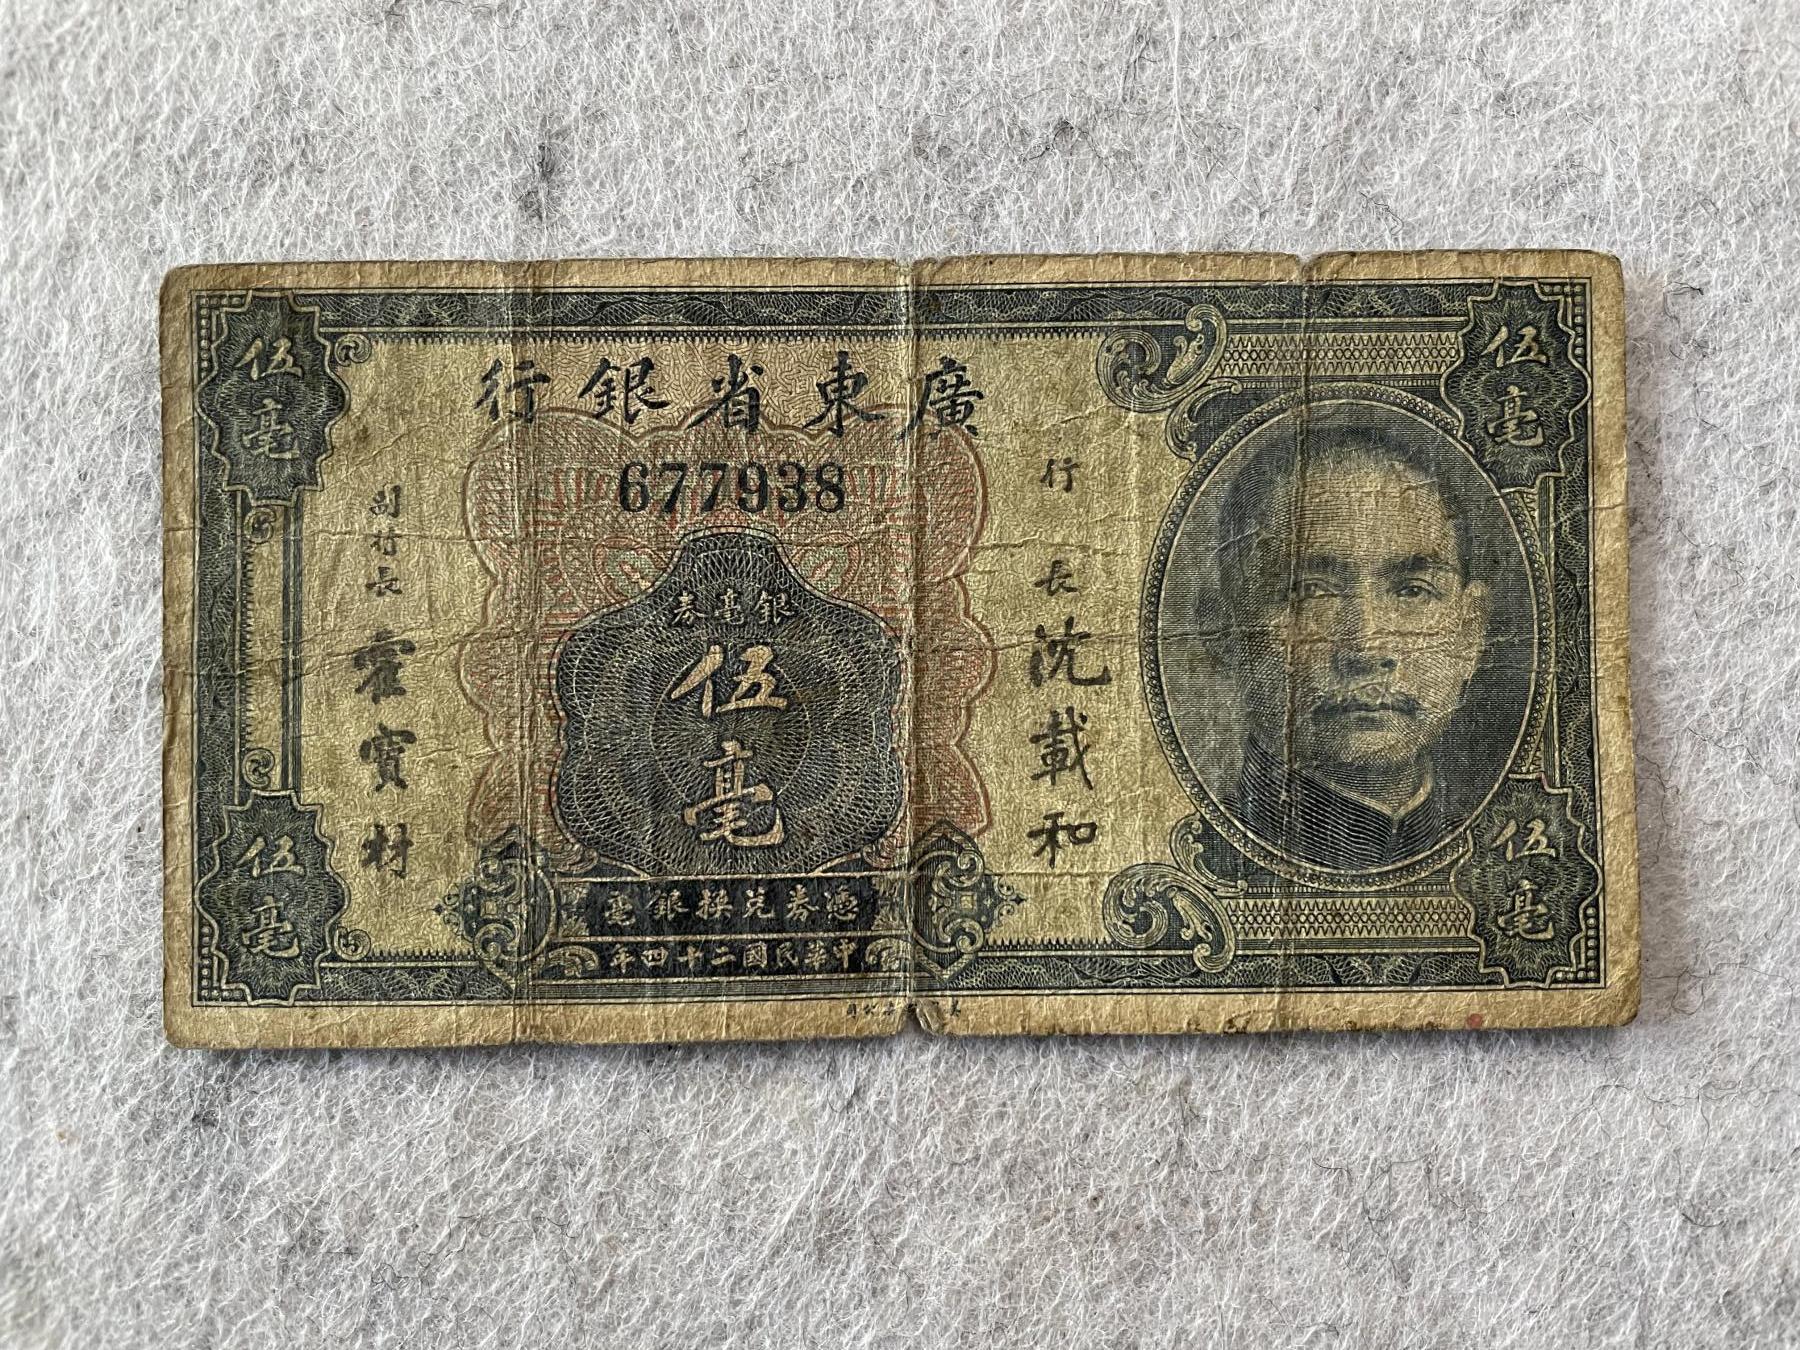 廣東省銀行
677938
伍毫
伍毫
行長 沈載和
副行長 霍寶材
銀毫券
伍毫
憑券兌換銀毫
中華民國二十四年
伍毫
伍毫